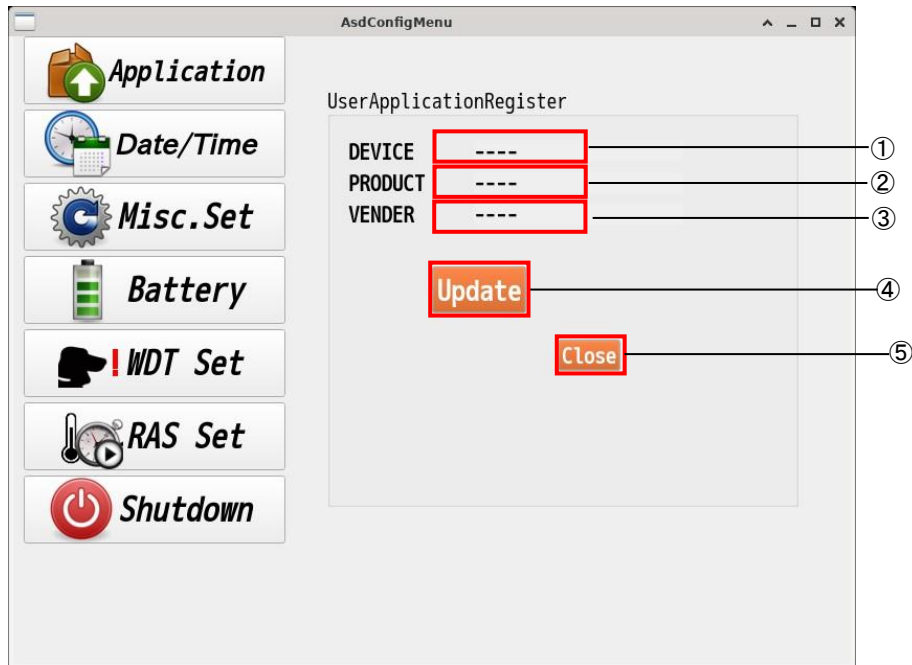 AsdConfigMenu
Application
Date/Time
Misc.Set
Battery
!WDT Set
RAS Set
Shutdown
UserApplicationRegister
DEVICE ---- ①
PRODUCT ---- ②
VENDER ---- ③
Update ④
Close ⑤